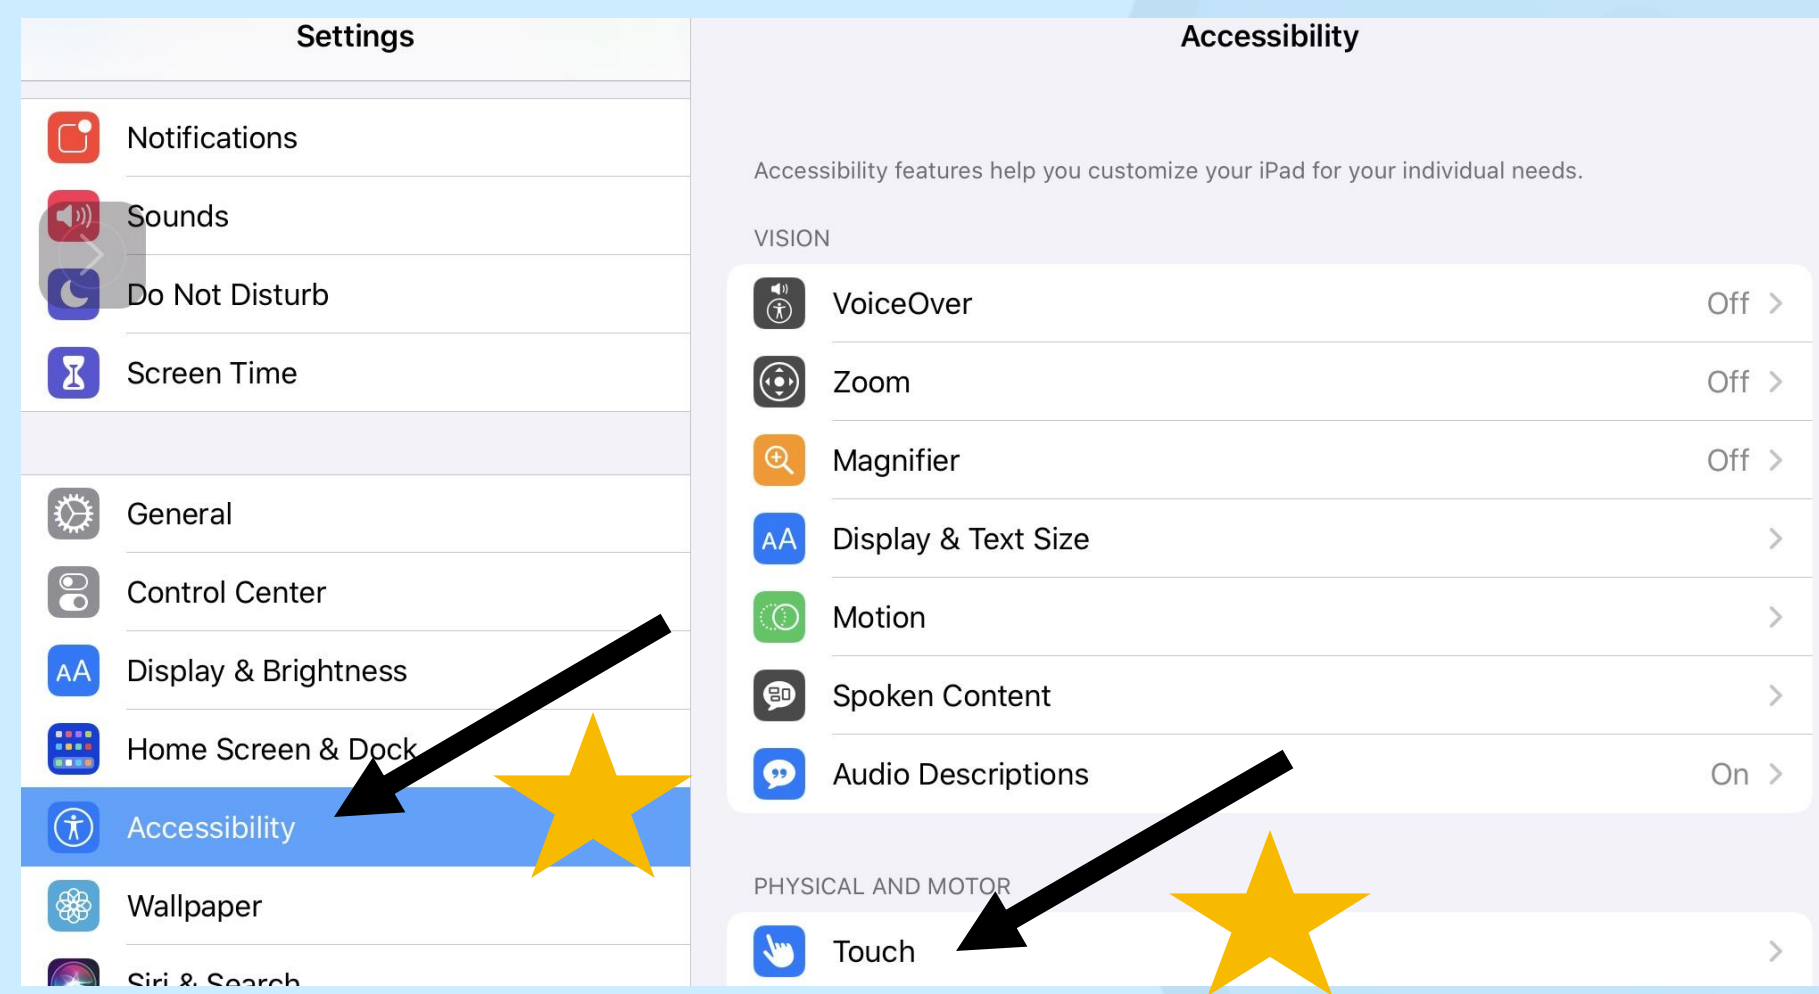 Settings
Notifications
Sounds
Do Not Disturb
Screen Time
General
Control Center
Display & Brightness
Home Screen & Dock
Accessibility
Wallpaper
Siri & Search
Accessibility
Accessibility features help you customize your iPad for your individual needs.
VISION
VoiceOver Off
Zoom Off
Magnifier Off
Display & Text Size
Motion
Spoken Content
Audio Descriptions On
PHYSICAL AND MOTOR
Touch